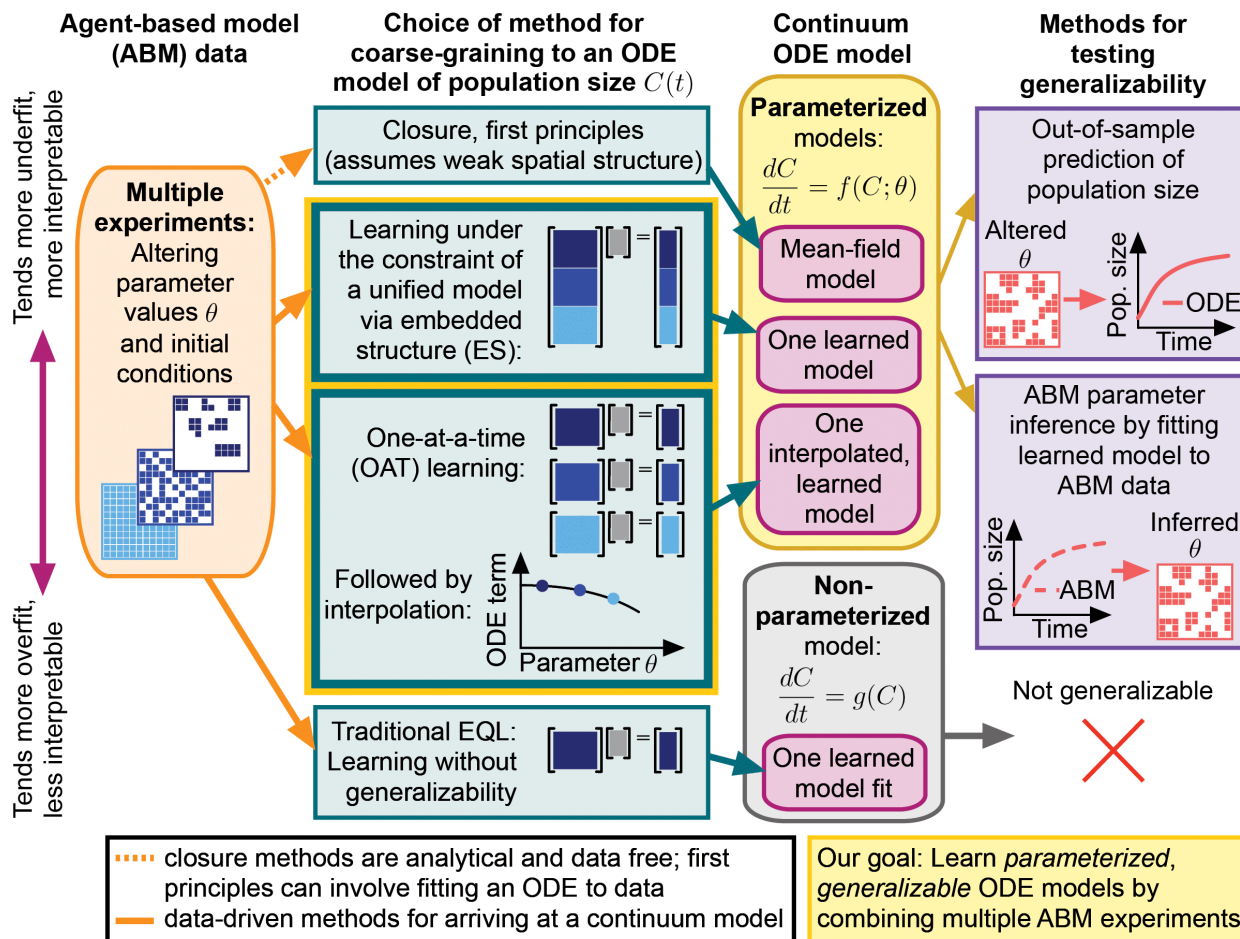 Agent-based model
(ABM) data
Choice of method for
coarse-graining to an ODE
model of population size C(t)
Continuum
ODE model
Methods for
testing
generalizability
Tends more underfit,
more interpretable
Tends more overfit,
less interpretable
Multiple
experiments:
Altering
parameter
values θ
and initial
conditions
Closure, first principles
(assumes weak spatial structure)
Learning under
the constraint of
a unified model
via embedded
structure (ES):
[ ] [ ] = [ ]
One-at-a-time
(OAT) learning:
[ ] [ ] = [ ]
[ ] [ ] = [ ]
[ ] [ ] = [ ]
Followed by
interpolation:
ODE term
Parameter θ
Traditional EQL:
Learning without
generalizability
[ ] [ ] = [ ]
Parameterized
models:
dC/dt = f(C; θ)
Mean-field
model
One learned
model
One
interpolated,
learned
model
Non-
parameterized
model:
dC/dt = g(C)
One learned
model fit
Out-of-sample
prediction of
population size
Altered
θ
Pop. size
ODE
Time
ABM parameter
inference by fitting
learned model to
ABM data
Pop. size
ABM
Time
Inferred
θ
Not generalizable
closure methods are analytical and data free; first
principles can involve fitting an ODE to data
data-driven methods for arriving at a continuum model
Our goal: Learn parameterized,
generalizable ODE models by
combining multiple ABM experiments